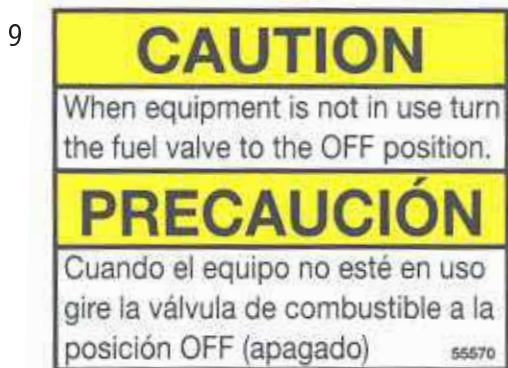 9
CAUTION
When equipment is not in use turn
the fuel valve to the OFF position.
PRECAUCIÓN
Cuando el equipo no esté en uso
gire la válvula de combustible a la
posición OFF (apagado) 55570